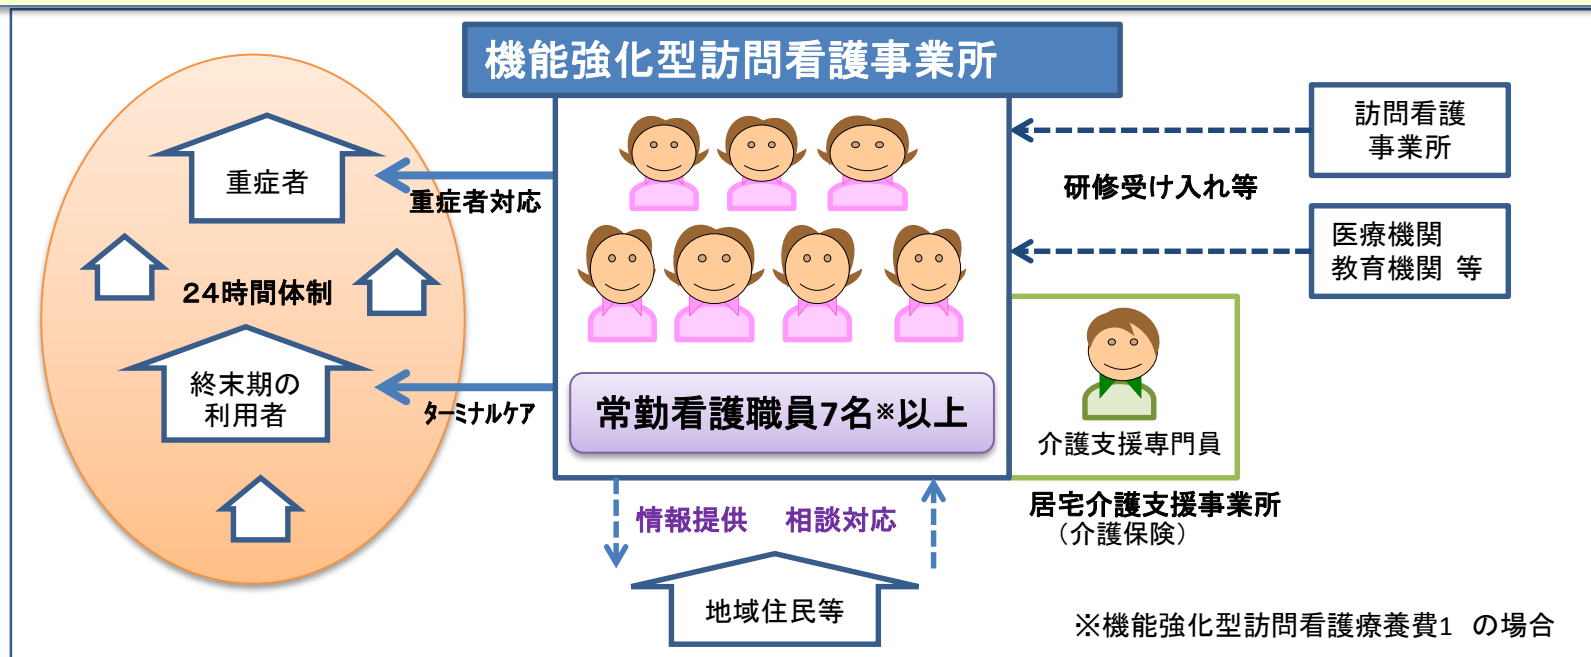 機能強化型訪問看護事業所
重症者
重症者対応
24時間体制
終末期の
利用者
ターミナルケア
常勤看護職員7名※以上
訪問看護
事業所
研修受け入れ等
医療機関
教育機関 等
介護支援専門員
居宅介護支援事業所
（介護保険）
情報提供 相談対応
地域住民等
※機能強化型訪問看護療養費1 の場合